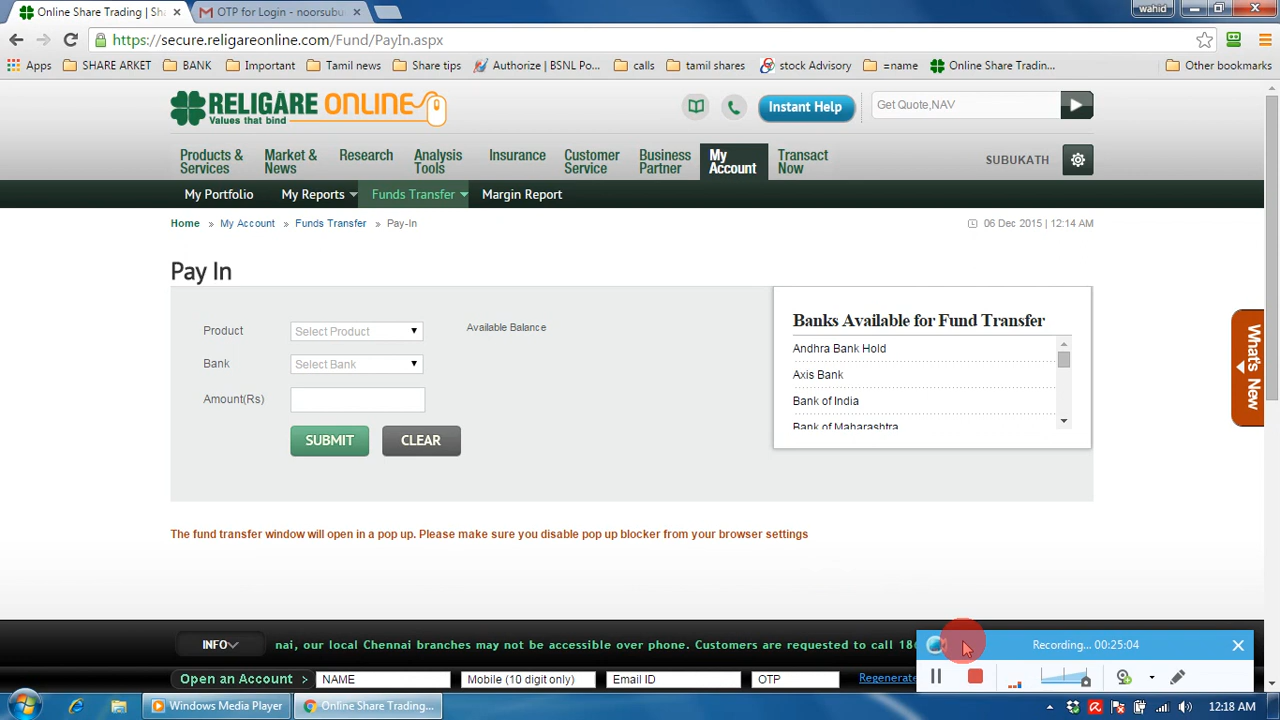 Online Share Trading | Sha
OTP for Login - noorsubu
wahid
https://secure.religareonline.com/Fund/PayIn.aspx
Apps SHARE ARKET BANK Important Tamil news Share tips Authorize | BSNL Po... calls tamil shares stock Advisory =name Online Share Tradin... Other bookmarks
RELIGARE ONLINE
Values that bind
Instant Help
Get Quote,NAV
Products & Services Market & News Research Analysis Tools Insurance Customer Service Business Partner My Account Transact Now
SUBUKATH
My Portfolio My Reports Funds Transfer Margin Report
Home » My Account » Funds Transfer » Pay-In
06 Dec 2015 | 12:14 AM
Pay In
Product Select Product Available Balance
Bank Select Bank
Amount(Rs)
SUBMIT CLEAR
Banks Available for Fund Transfer
Andhra Bank Hold
Axis Bank
Bank of India
Bank of Maharashtra
What's New
The fund transfer window will open in a pop up. Please make sure you disable pop up blocker from your browser settings
INFO nai, our local Chennai branches may not be accessible today. Customers are requested to call 18
Recording... 00:25:04
Open an Account > NAME Mobile (10 digit only) Email ID OTP Regenerate
Windows Media Player Online Share Trading... 12:18 AM